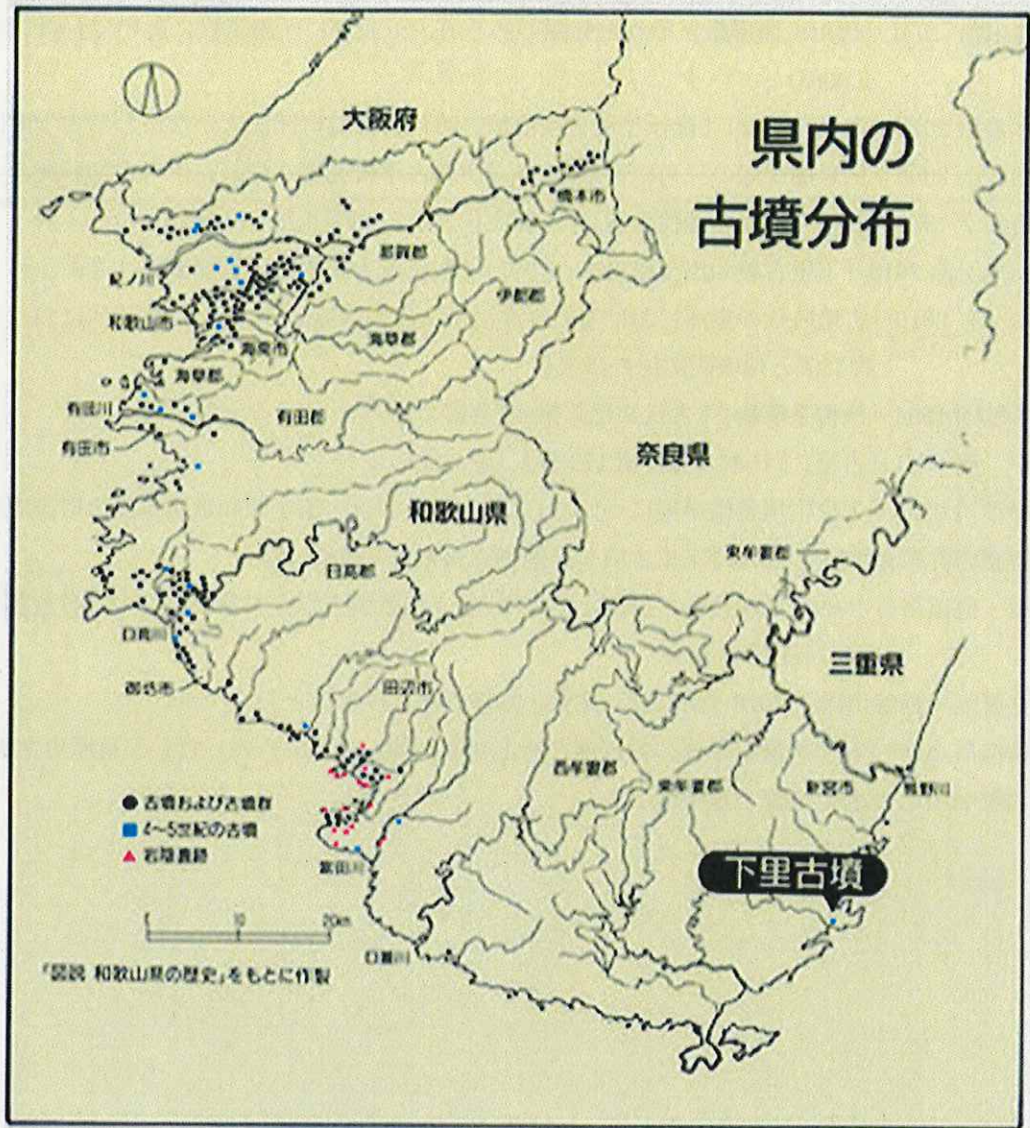 県内の
古墳分布
大阪府
橋本市
那賀郡
伊都郡
紀ノ川
和歌山市
海南市
海草郡
海草郡
有田川
有田郡
有田市
奈良県
和歌山県
日高郡
東牟婁郡
日高川
三重県
御坊市
田辺市
西牟婁郡
東牟婁郡
新宮市
熊野川
古墳および古墳群
4〜5世紀の古墳
岩陰遺跡
富田川
下里古墳
10
20km
日置川
「図説 和歌山県の歴史」をもとに作製